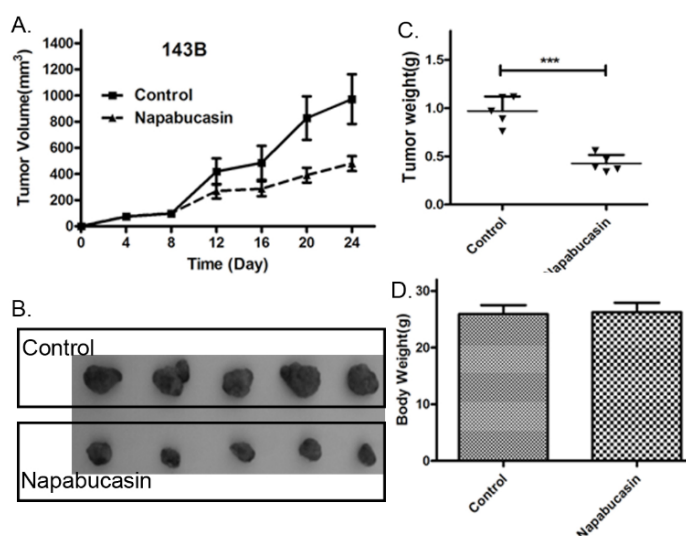 A.
143B
Control
Napabucasin
Tumor Volume(mm³)
1400
1200
1000
800
600
400
200
0
0 4 8 12 16 20 24
Time (Day)
B.
Control
Napabucasin
C.
***
Tumor weight(g)
1.5
1.0
0.5
0.0
Control
Napabucasin
D.
Body Weight(g)
30
20
10
0
Control
Napabucasin